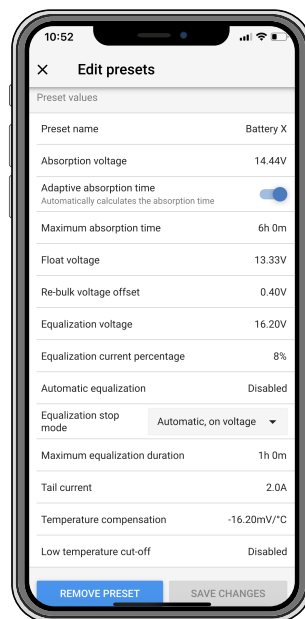 10:52
Edit presets
Preset values
Preset name Battery X
Absorption voltage 14.44V
Adaptive absorption time
Automatically calculates the absorption time
Maximum absorption time 6h 0m
Float voltage 13.33V
Re-bulk voltage offset 0.40V
Equalization voltage 16.20V
Equalization current percentage 8%
Automatic equalization Disabled
Equalization stop mode Automatic, on voltage
Maximum equalization duration 1h 0m
Tail current 2.0A
Temperature compensation -16.20mV/°C
Low temperature cut-off Disabled
REMOVE PRESET SAVE CHANGES